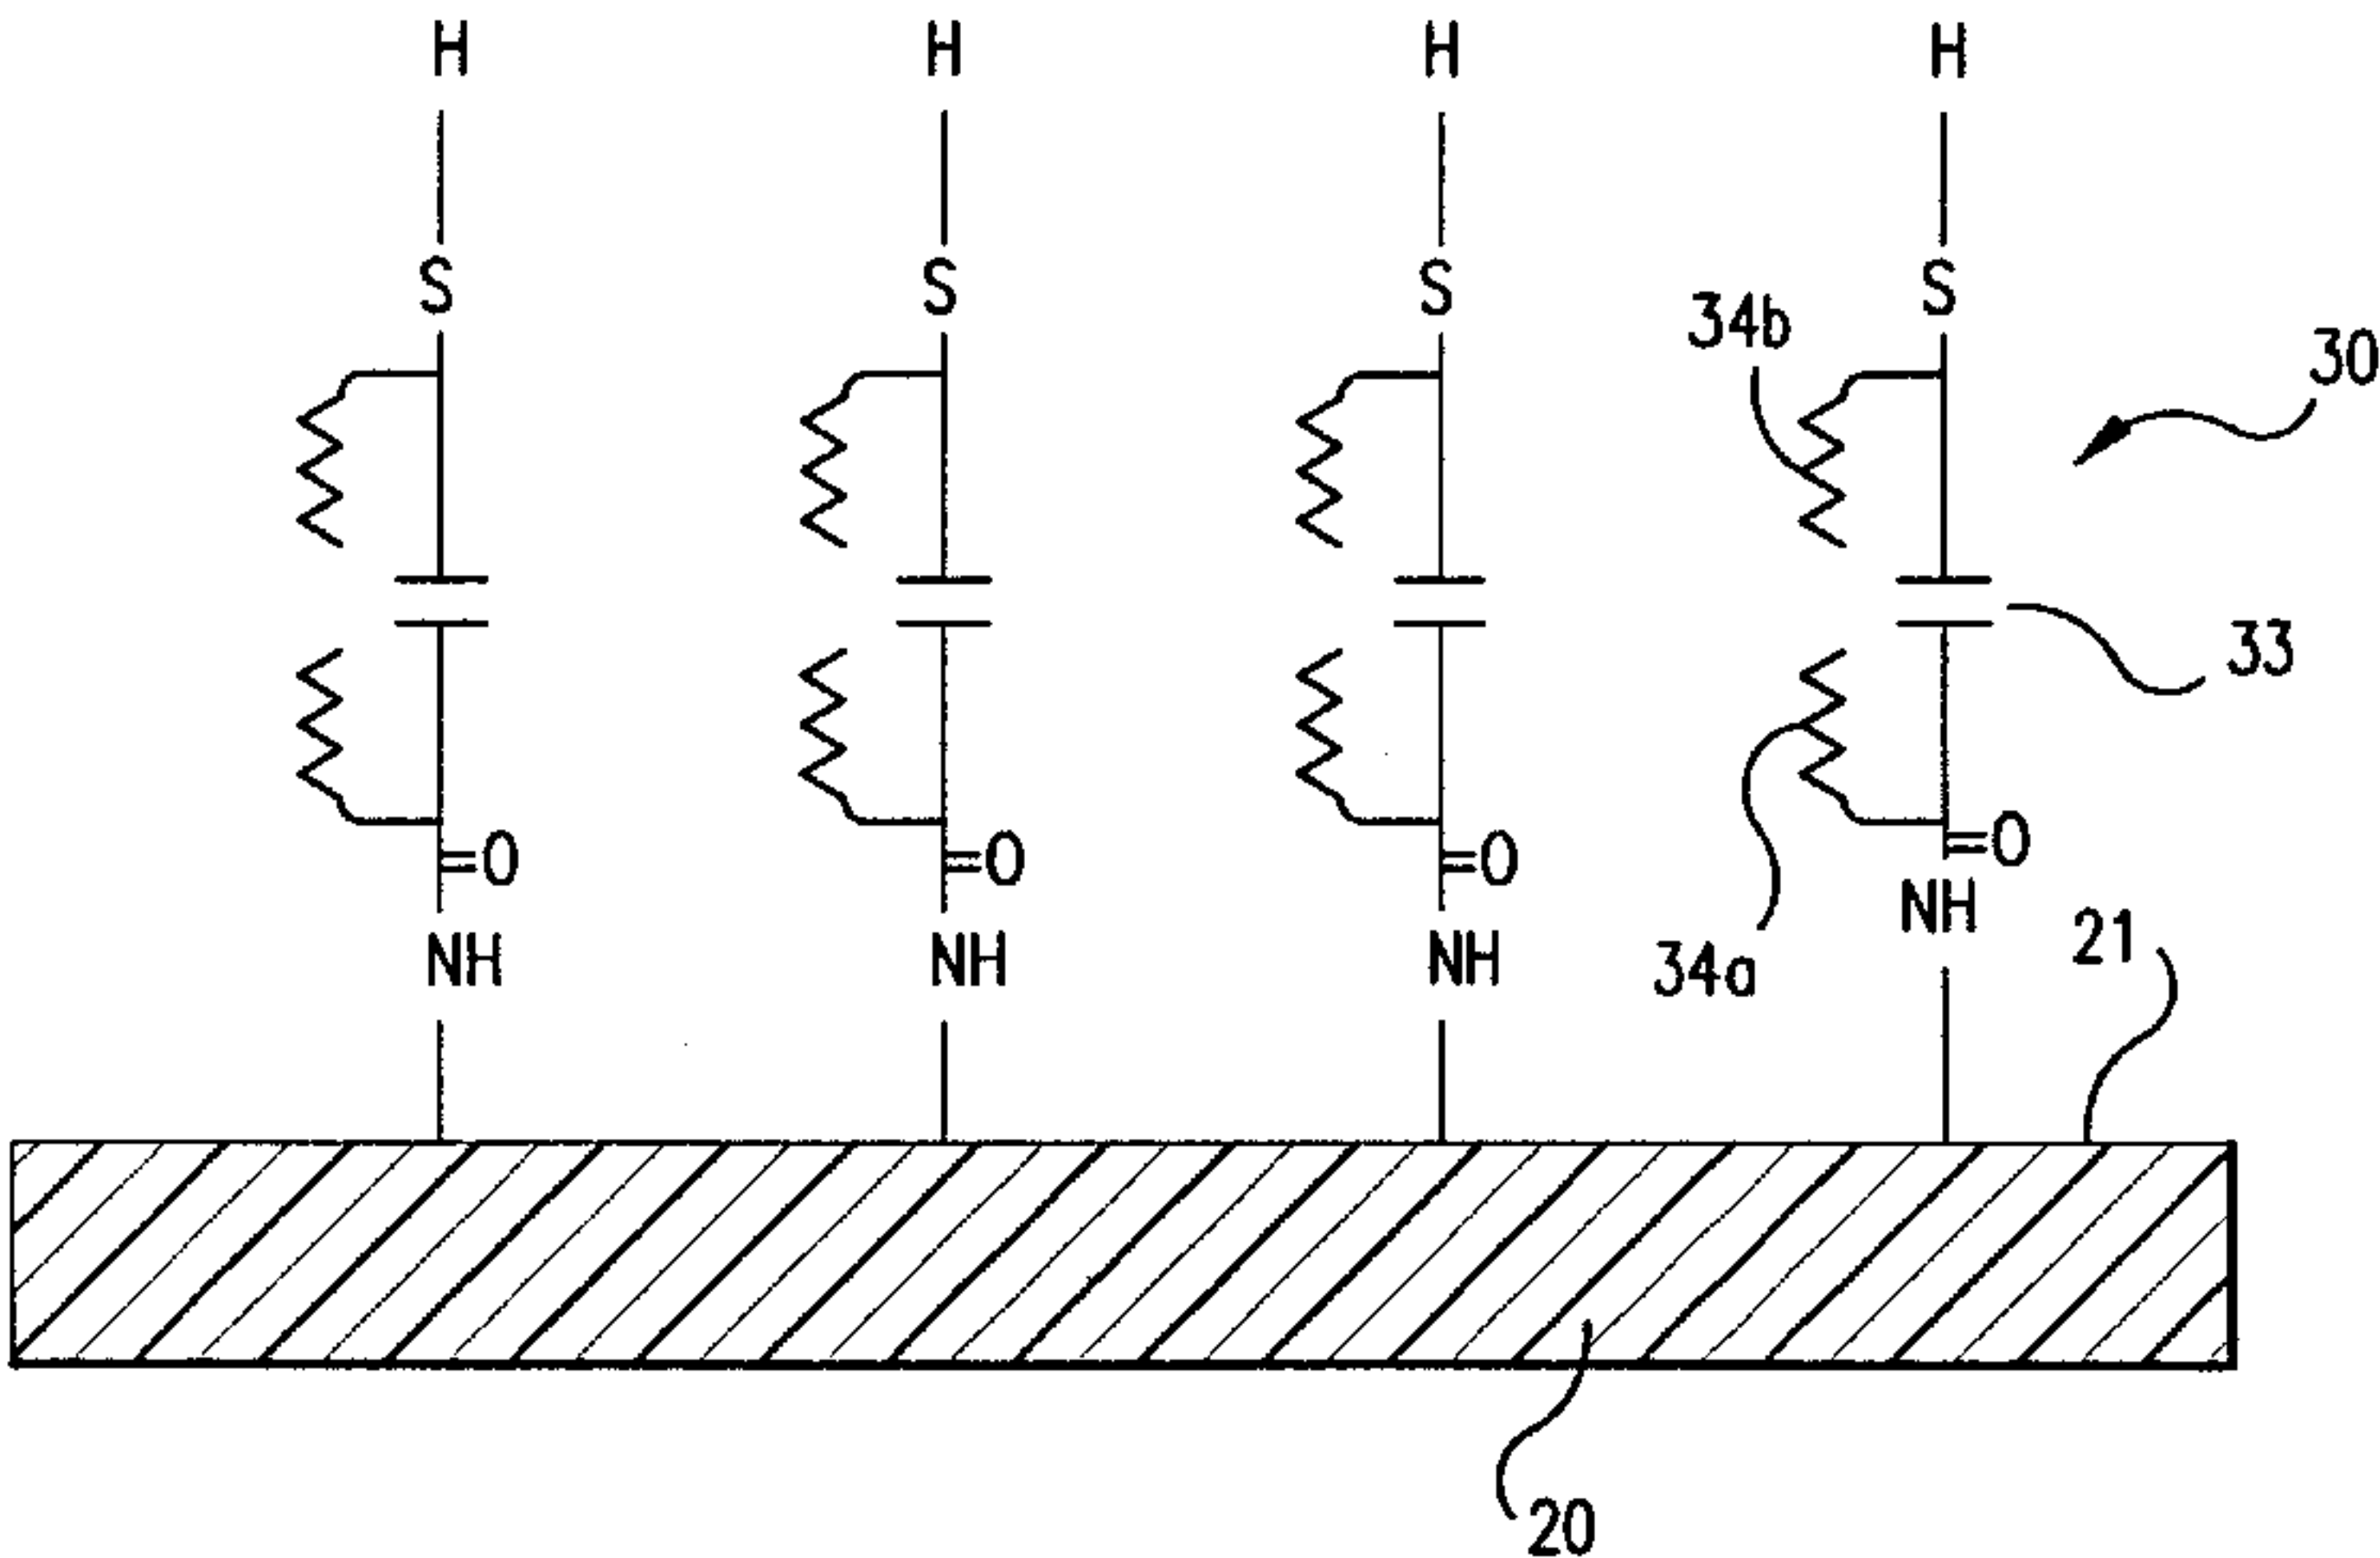 H H H H
S S S S
34b
30
33
=O =O =O =O
NH NH NH NH
34a
21
20